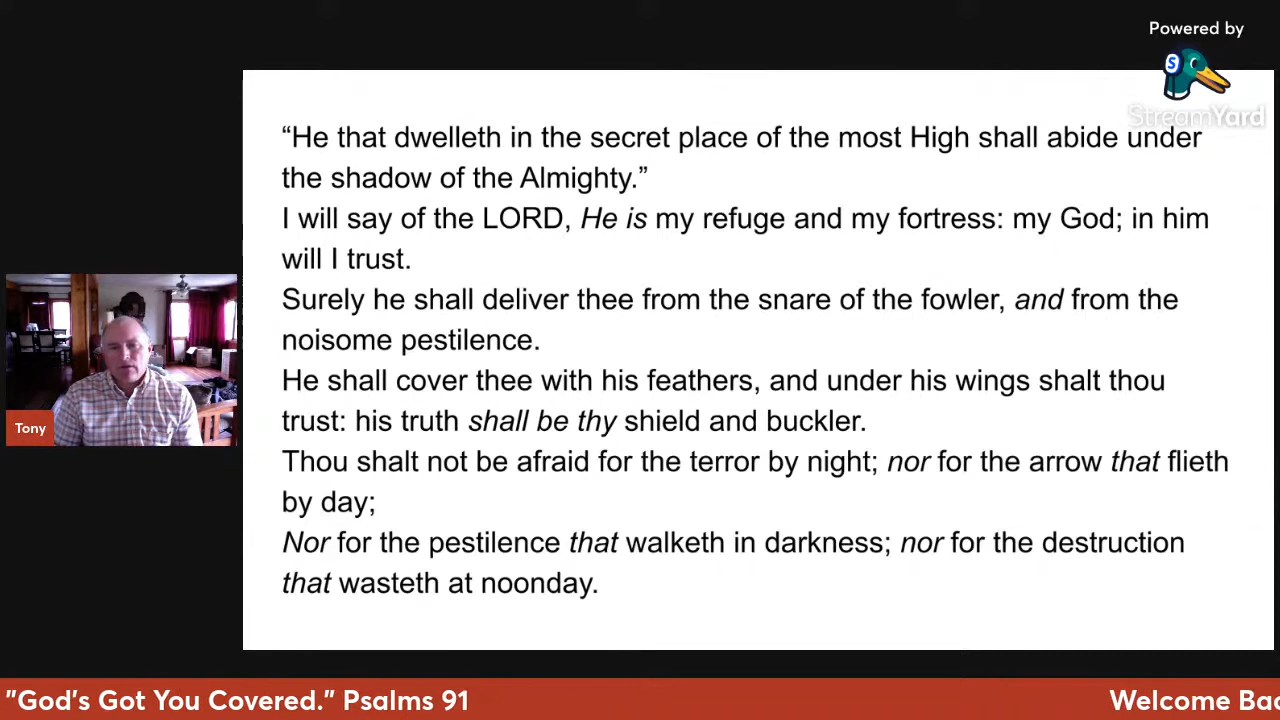 Powered by
StreamYard
“He that dwelleth in the secret place of the most High shall abide under
the shadow of the Almighty.”
I will say of the LORD, He is my refuge and my fortress: my God; in him
will I trust.
Surely he shall deliver thee from the snare of the fowler, and from the
noisome pestilence.
He shall cover thee with his feathers, and under his wings shalt thou
trust: his truth shall be thy shield and buckler.
Thou shalt not be afraid for the terror by night; nor for the arrow that flieth
by day;
Nor for the pestilence that walketh in darkness; nor for the destruction
that wasteth at noonday.
Tony
"God's Got You Covered." Psalms 91
Welcome Bac